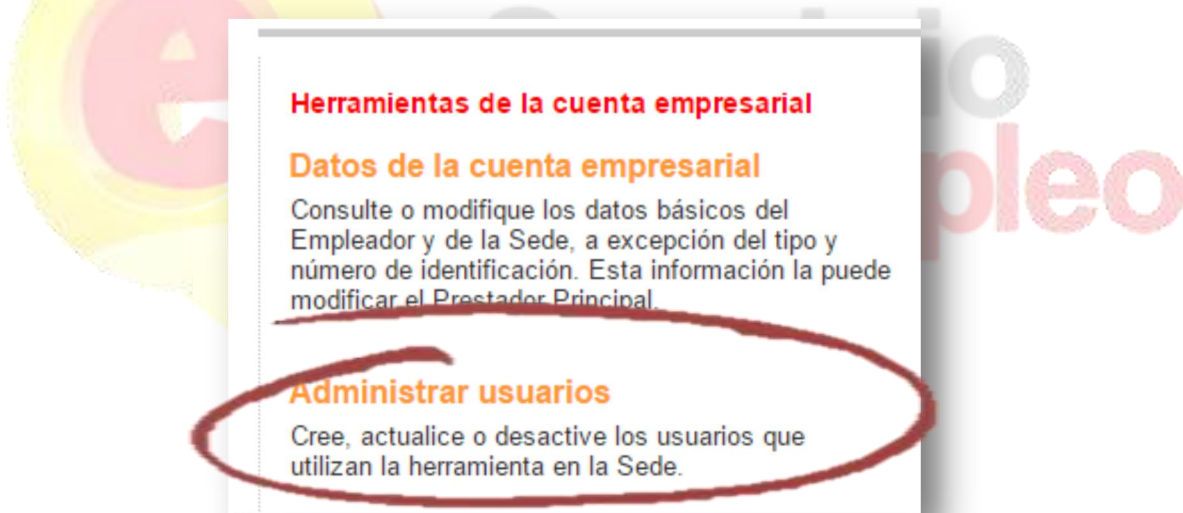 Herramientas de la cuenta empresarial
Datos de la cuenta empresarial
Consulte o modifique los datos básicos del
Empleador y de la Sede, a excepción del tipo y
número de identificación. Esta información la puede
modificar el Prestador Principal.
Administrar usuarios
Cree, actualice o desactive los usuarios que
utilizan la herramienta en la Sede.